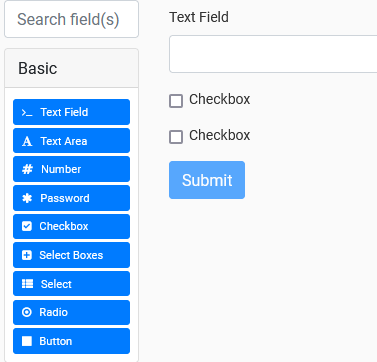 Search field(s)
Basic
Text Field
Text Area
Number
Password
Checkbox
Select Boxes
Select
Radio
Button
Text Field
Checkbox
Checkbox
Submit